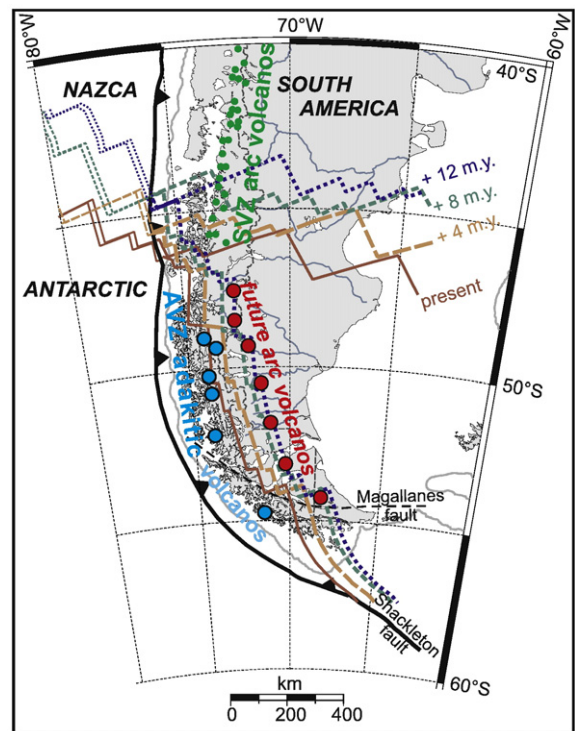 80°W
70°W
60°W
40°S
NAZCA
SOUTH
AMERICA
SVZ arc volcanos
+ 12 m.y.
+ 8 m.y.
+ 4 m.y.
present
ANTARCTIC
AVZ adakitic volcanos
future arc volcanos
50°S
Magallanes
fault
Shackleton
fault
60°S
km
0 200 400